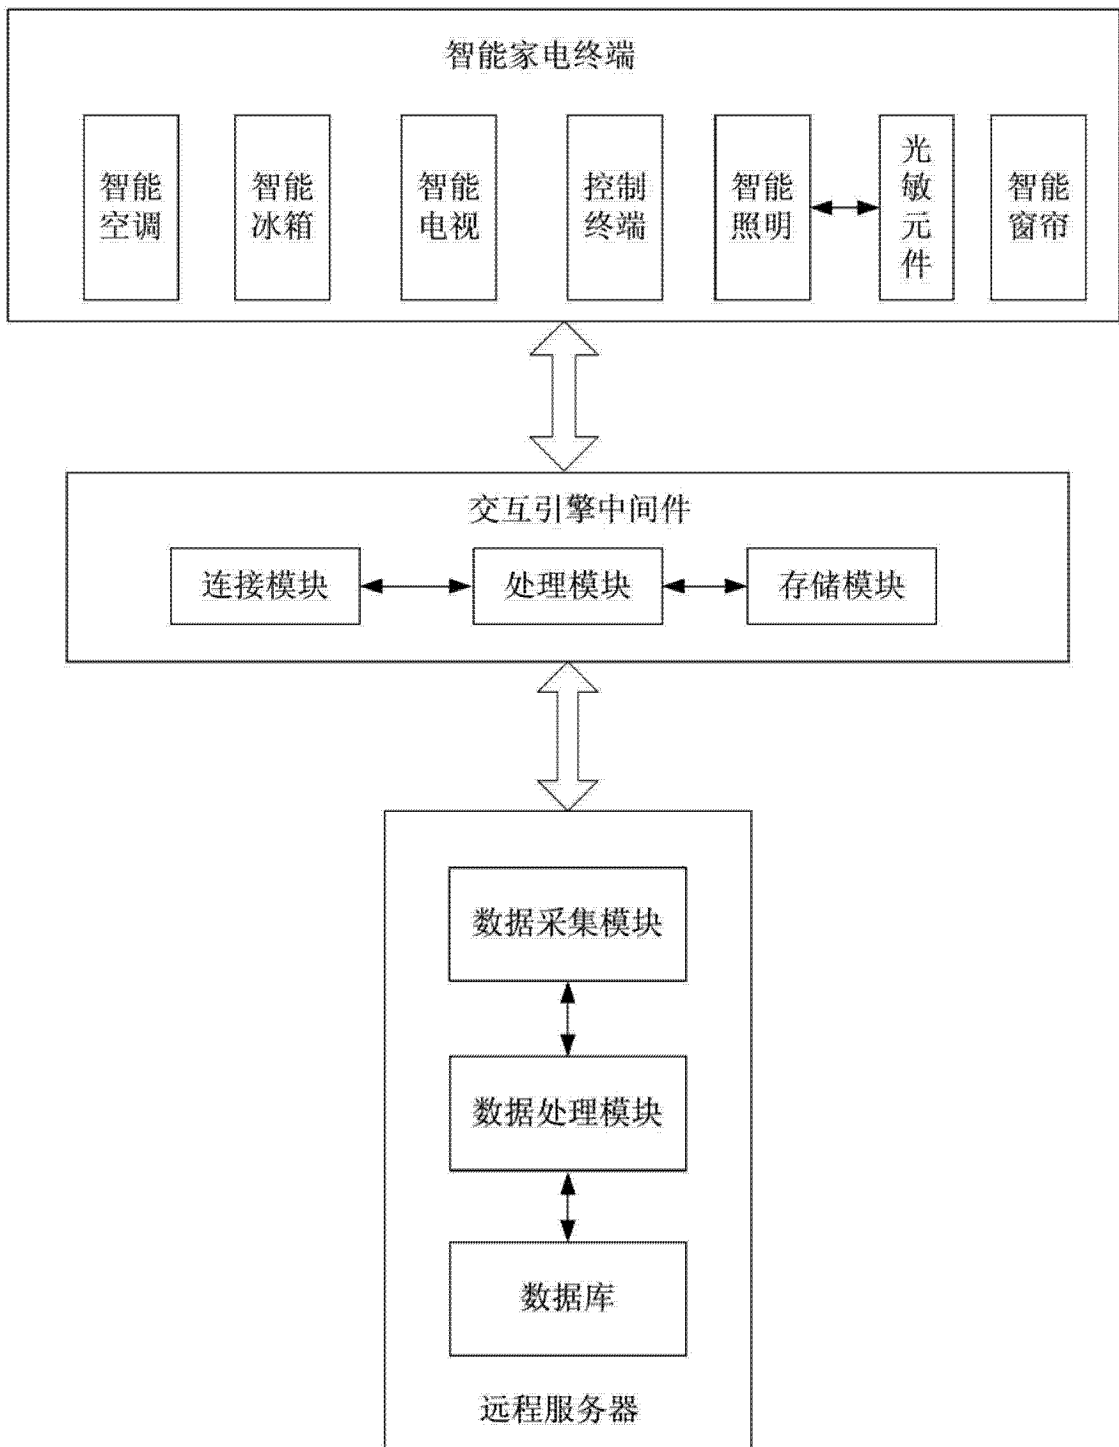 智能家电终端
智能
空调
智能
冰箱
智能
电视
控制
终端
智能
照明
光
敏
元
件
智能
窗帘
交互引擎中间件
连接模块
处理模块
存储模块
数据采集模块
数据处理模块
数据库
远程服务器